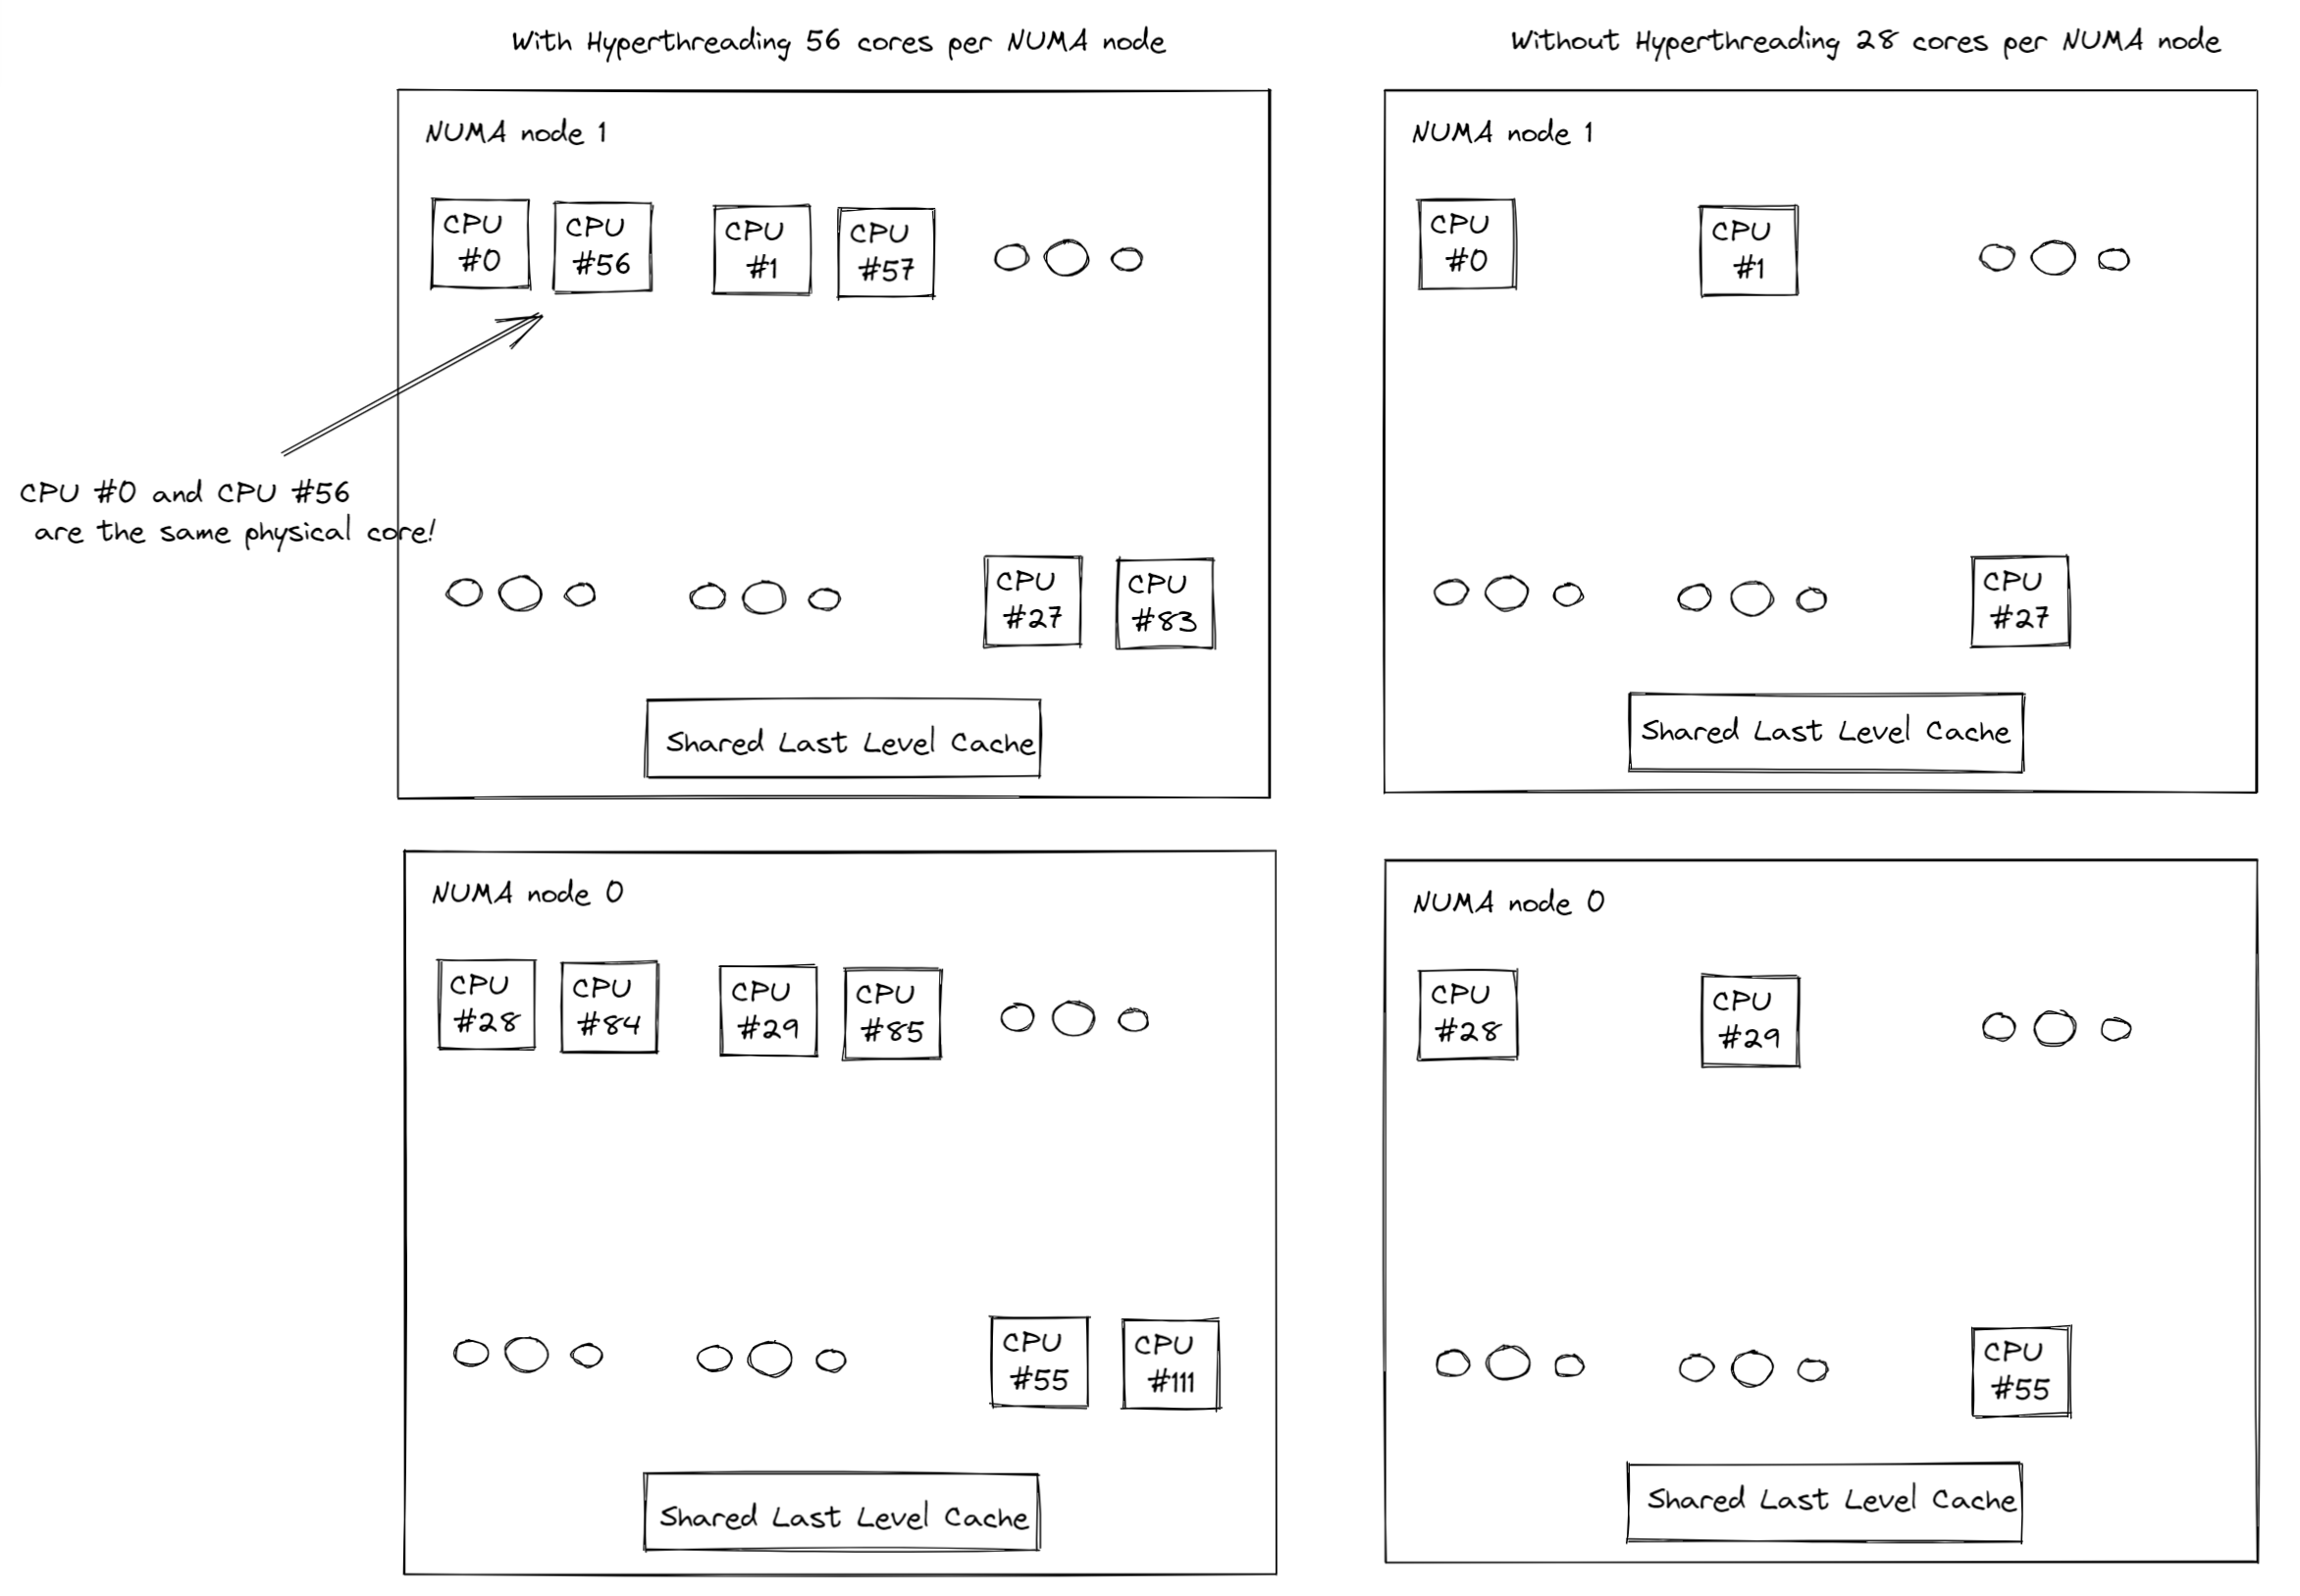 With Hyperthreading 56 cores per NUMA node
NUMA node 1
CPU
#0
CPU
#56
CPU
#1
CPU
#57
CPU #0 and CPU #56
are the same physical core!
CPU
#27
CPU
#83
Shared Last Level Cache
NUMA node 0
CPU
#28
CPU
#84
CPU
#29
CPU
#85
CPU
#55
CPU
#111
Shared Last Level Cache
Without Hyperthreading 28 cores per NUMA node
NUMA node 1
CPU
#0
CPU
#1
CPU
#27
Shared Last Level Cache
NUMA node 0
CPU
#28
CPU
#29
CPU
#55
Shared Last Level Cache